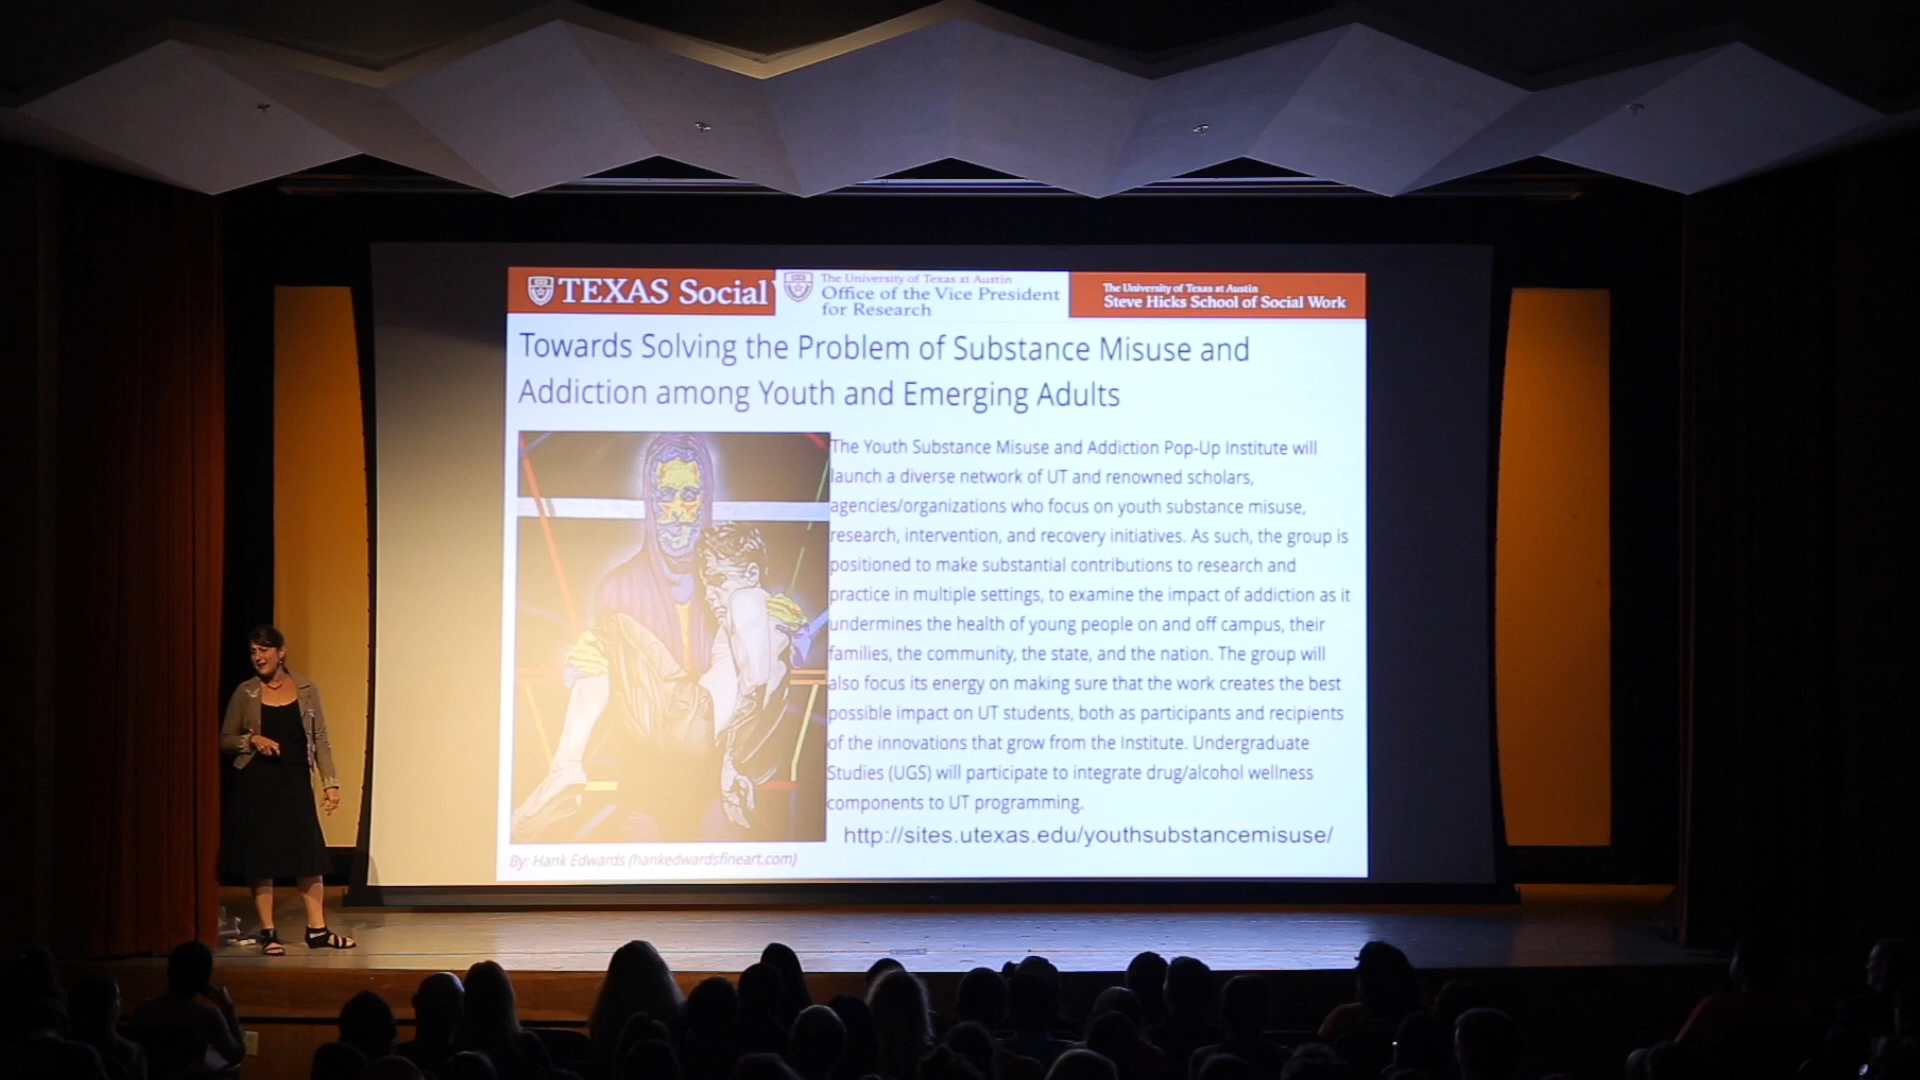 TEXAS Social
The University of Texas at Austin
Office of the Vice President
for Research
The University of Texas at Austin
Steve Hicks School of Social Work
Towards Solving the Problem of Substance Misuse and
Addiction among Youth and Emerging Adults
The Youth Substance Misuse and Addiction Pop-Up Institute will
launch a diverse network of UT and renowned scholars,
agencies/organizations who focus on youth substance misuse,
research, intervention, and recovery initiatives. As such, the group is
positioned to make substantial contributions to research and
practice in multiple settings, to examine the impact of addiction as it
undermines the health of young people on and off campus, their
families, the community, the state, and the nation. The group will
also focus its energy on making sure that the work creates the best
possible impact on UT students, both as participants and recipients
of the innovations that grow from the Institute. Undergraduate
Studies (UGS) will participate to integrate drug/alcohol wellness
components to UT programming.
http://sites.utexas.edu/youthsubstancemisuse/
By: Hank Edwards (hankedwardsfineart.com)